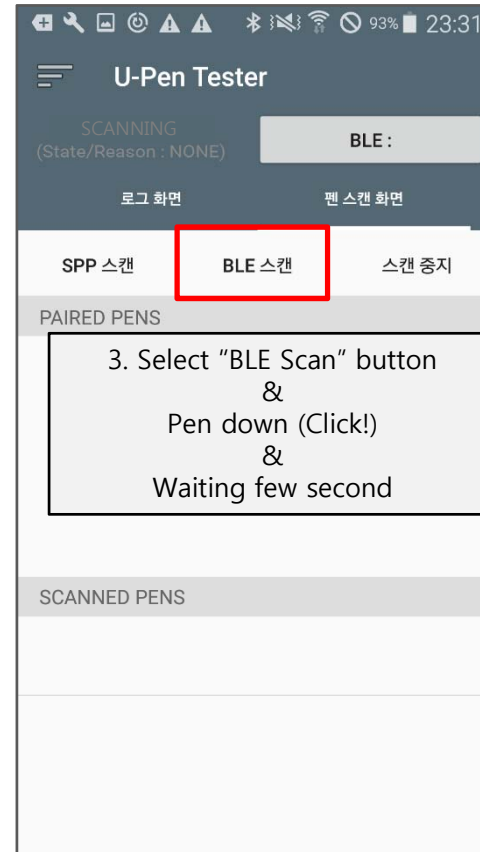 93% 23:31
U-Pen Tester
SCANNING
(State/Reason : NONE)
BLE :
로그 화면
펜 스캔 화면
SPP 스캔
BLE 스캔
스캔 중지
PAIRED PENS
3. Select "BLE Scan" button
&
Pen down (Click!)
&
Waiting few second
SCANNED PENS